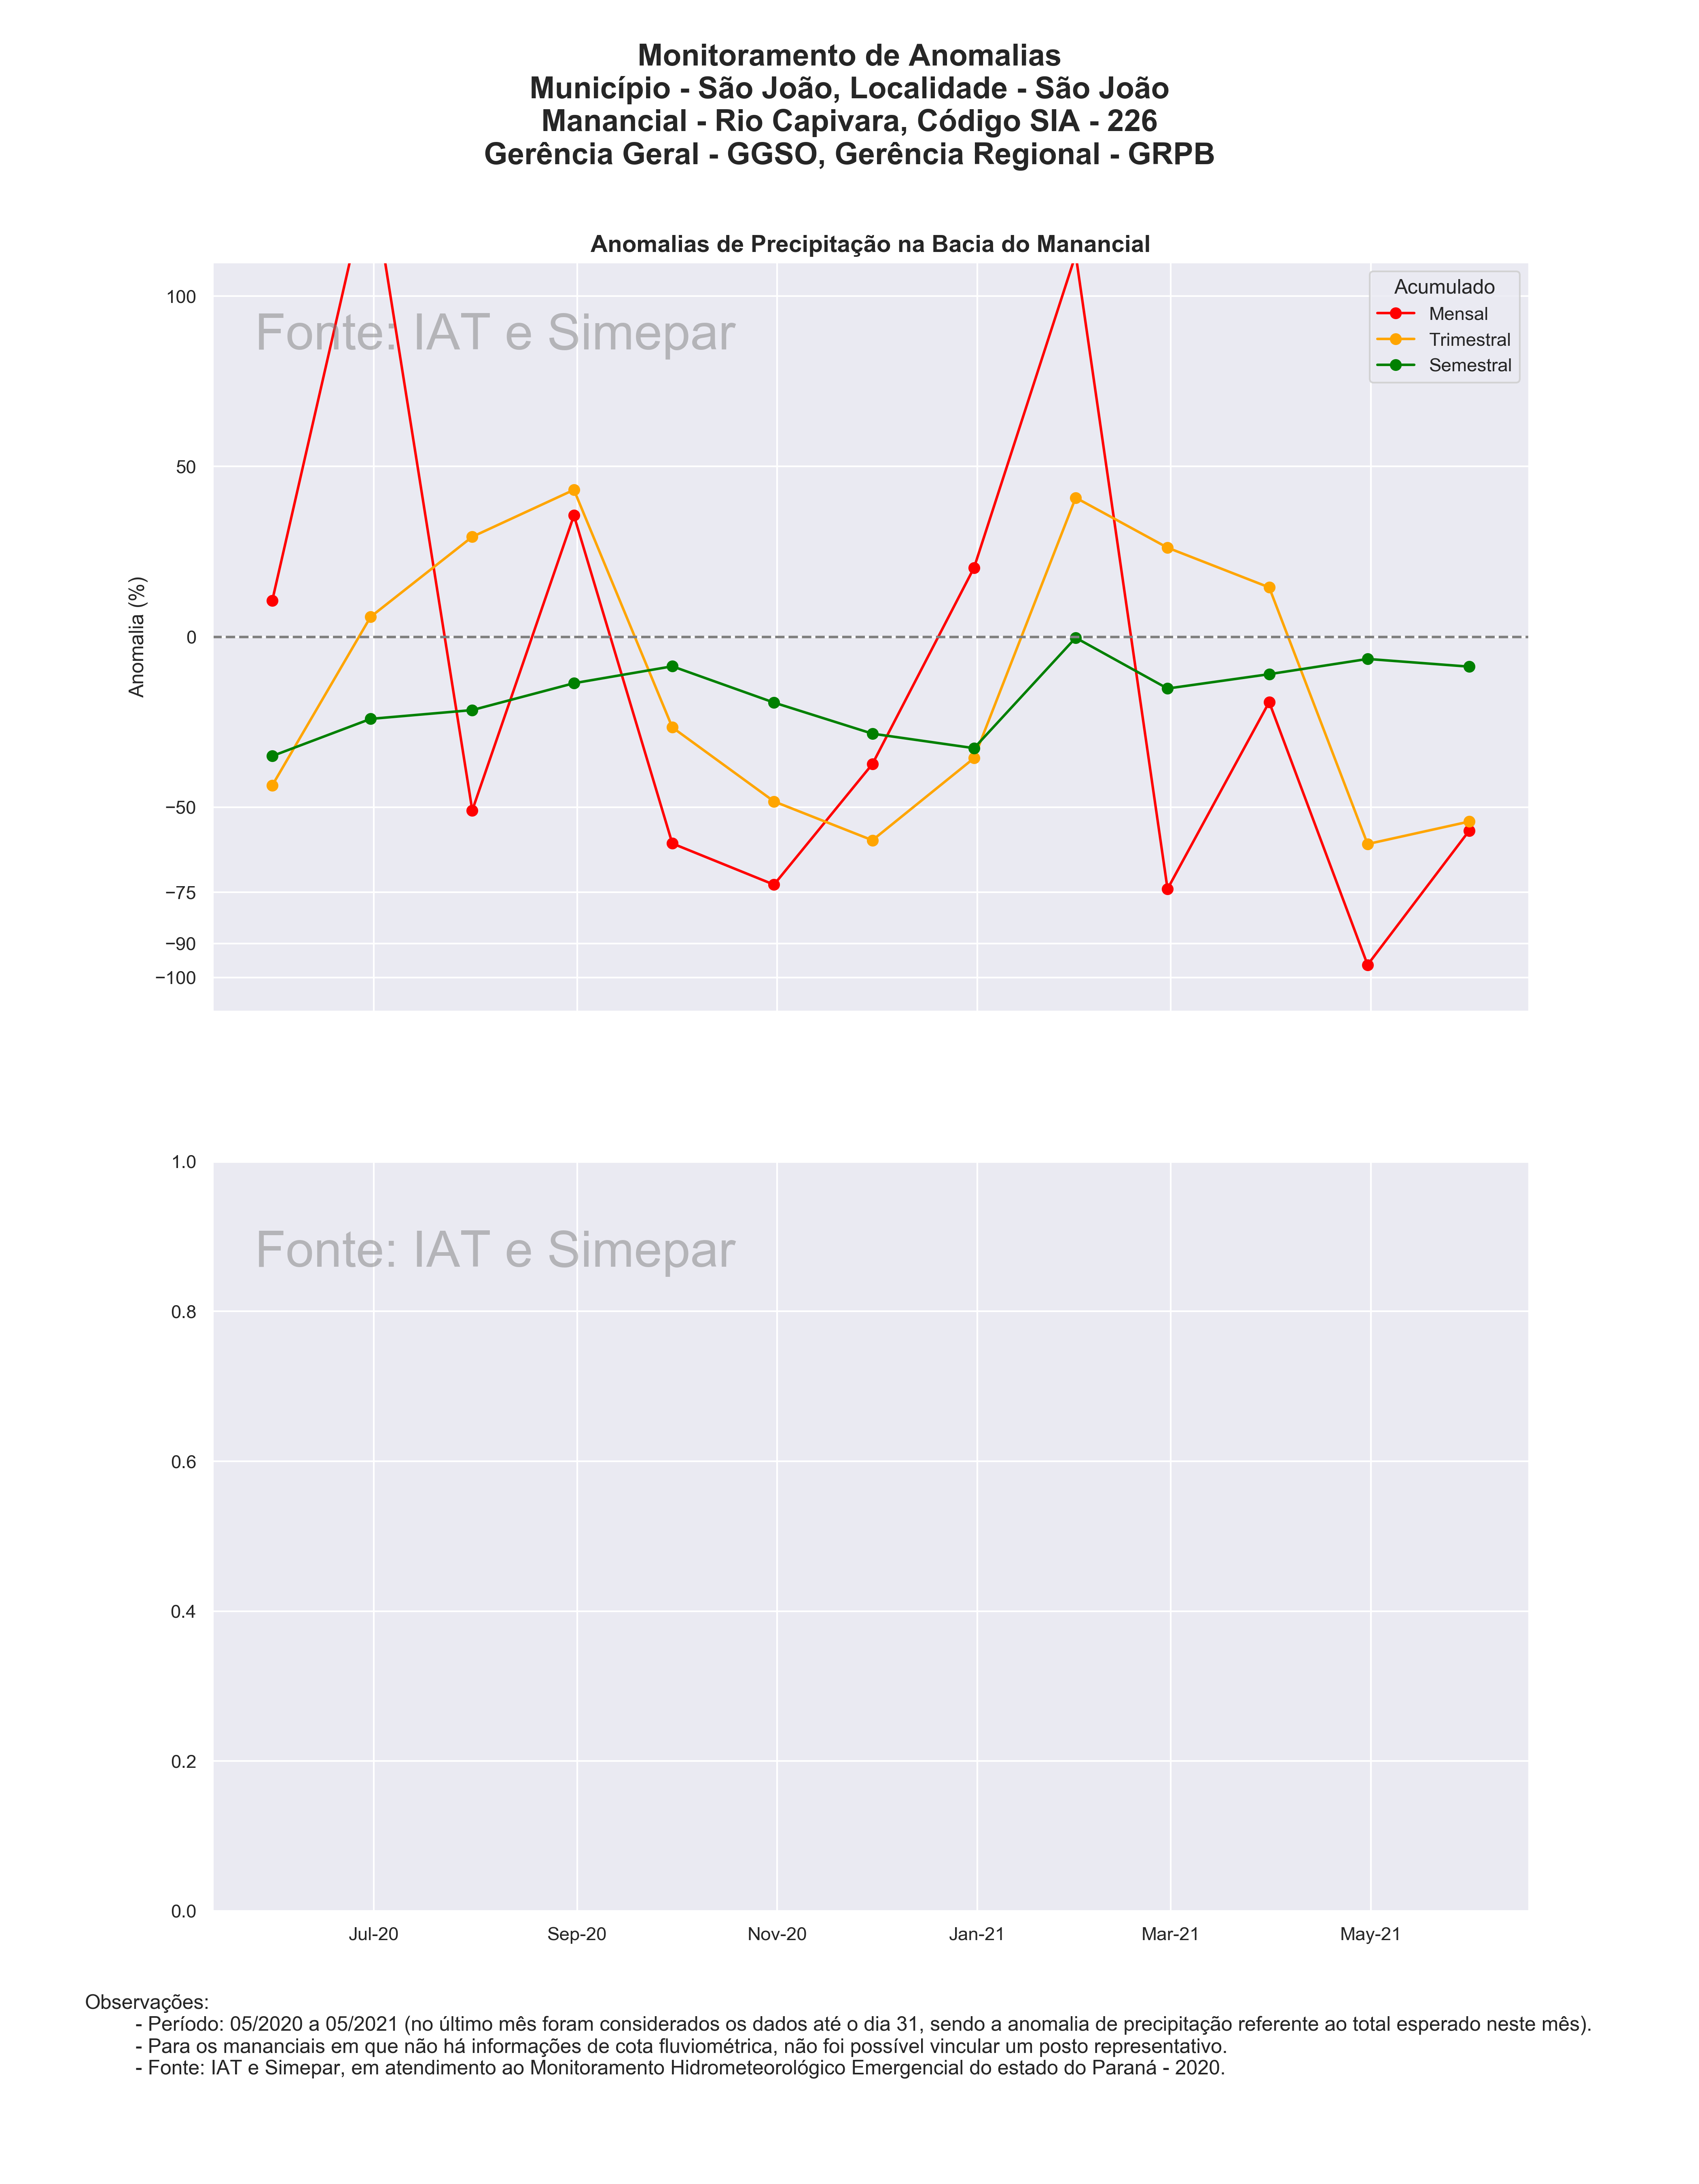 Monitoramento de Anomalias
Município - São João, Localidade - São João
Manancial - Rio Capivara, Código SIA - 226
Gerência Geral - GGSO, Gerência Regional - GRPB
Anomalias de Precipitação na Bacia do Manancial
Fonte: IAT e Simepar
Acumulado
Mensal
Trimestral
Semestral
Anomalia (%)
100
50
0
−50
−75
−90
−100
Fonte: IAT e Simepar
1.0
0.8
0.6
0.4
0.2
0.0
Jul-20 Sep-20 Nov-20 Jan-21 Mar-21 May-21
Observações:
- Período: 05/2020 a 05/2021 (no último mês foram considerados os dados até o dia 31, sendo a anomalia de precipitação referente ao total esperado neste mês).
- Para os mananciais em que não há informações de cota fluviométrica, não foi possível vincular um posto representativo.
- Fonte: IAT e Simepar, em atendimento ao Monitoramento Hidrometeorológico Emergencial do estado do Paraná - 2020.